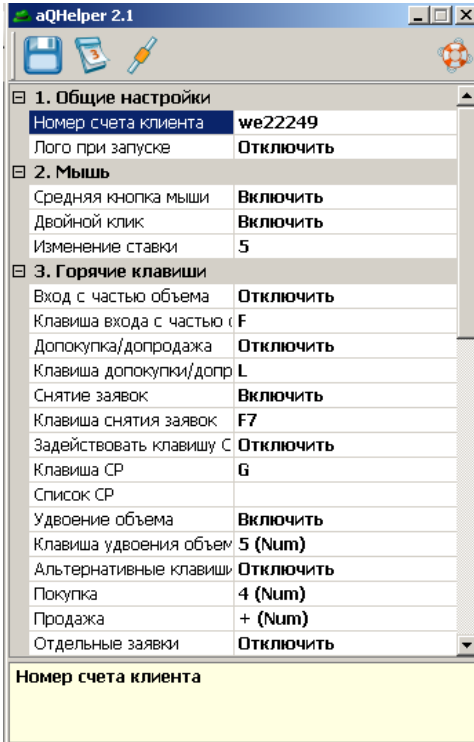 aQHelper 2.1
3
1. Общие настройки
Номер счета клиента we22249
Лого при запуске Отключить
2. Мышь
Средняя кнопка мыши Включить
Двойной клик Включить
Изменение ставки 5
3. Горячие клавиши
Вход с частью объема Отключить
Клавиша входа с частью F
Допокупка/допродажа Отключить
Клавиша допокупки/допр L
Снятие заявок Включить
Клавиша снятия заявок F7
Задействовать клавишу С Отключить
Клавиша СР G
Список СР
Удвоение объема Включить
Клавиша удвоения объем 5 (Num)
Альтернативные клавиши Отключить
Покупка 4 (Num)
Продажа + (Num)
Отдельные заявки Отключить
Номер счета клиента